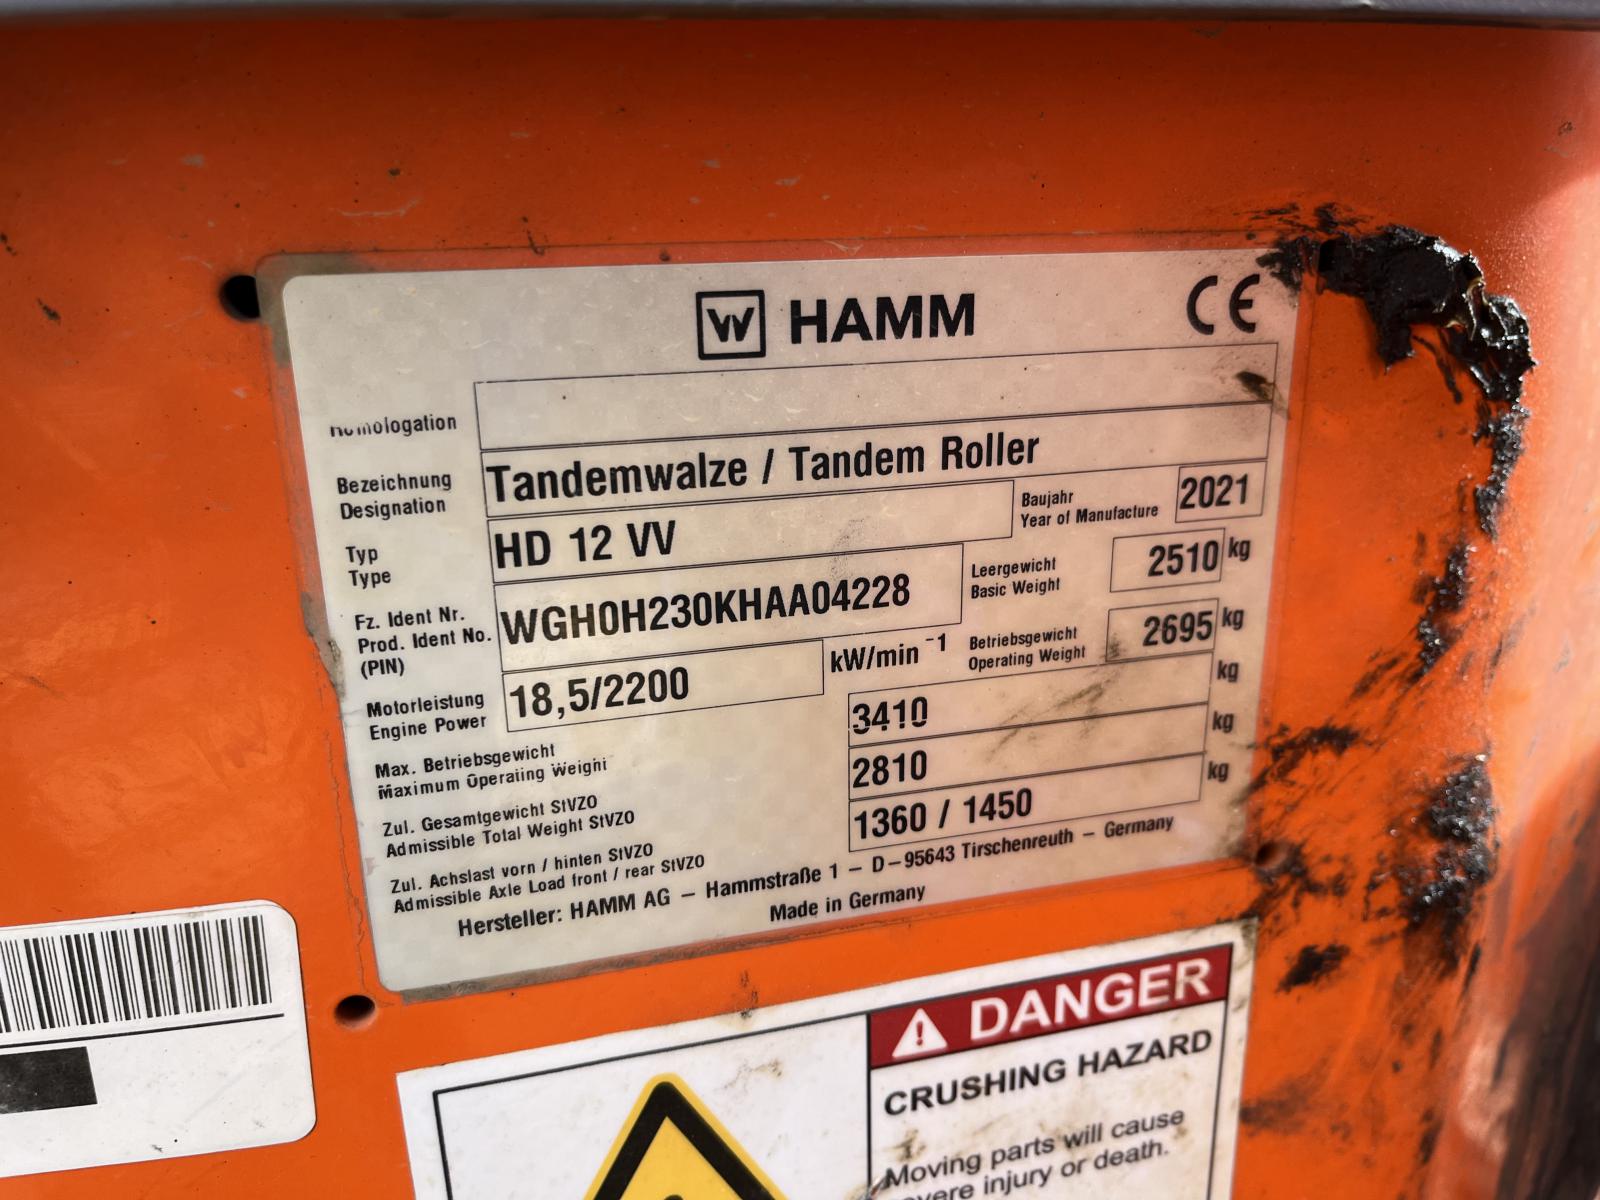 W HAMM CE
Homologation
Bezeichnung
Designation
Tandemwalze / Tandem Roller
Typ
Type
HD 12 VV
Baujahr
Year of Manufacture
2021
Fz. Ident Nr.
Prod. Ident No.
(PIN)
WGH0H230KHAA04228
Leergewicht
Basic Weight
2510 kg
Motorleistung
Engine Power
18,5/2200 kW/min⁻¹
Betriebsgewicht
Operating Weight
2695 kg
Max. Betriebsgewicht
Maximum Operating Weight
3410 kg
Zul. Gesamtgewicht StVZO
Admissible Total Weight StVZO
2810 kg
Zul. Achslast vorn / hinten StVZO
Admissible Axle Load front / rear StVZO
1360 / 1450 kg
Hersteller: HAMM AG – Hammstraße 1 – D–95643 Tirschenreuth – Germany
Made in Germany
DANGER
CRUSHING HAZARD
Moving parts will cause
injury or death.